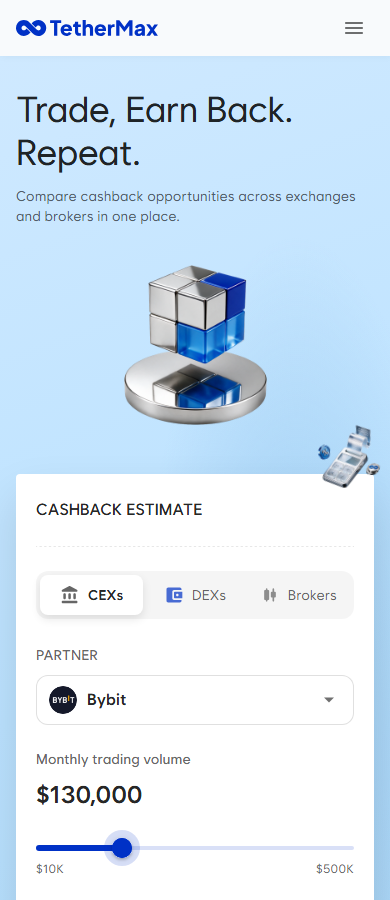 TetherMax
Trade, Earn Back.
Repeat.
Compare cashback opportunities across exchanges
and brokers in one place.
CASHBACK ESTIMATE
CEXs DEXs Brokers
PARTNER
BYBIT Bybit
Monthly trading volume
$130,000
$10K $500K